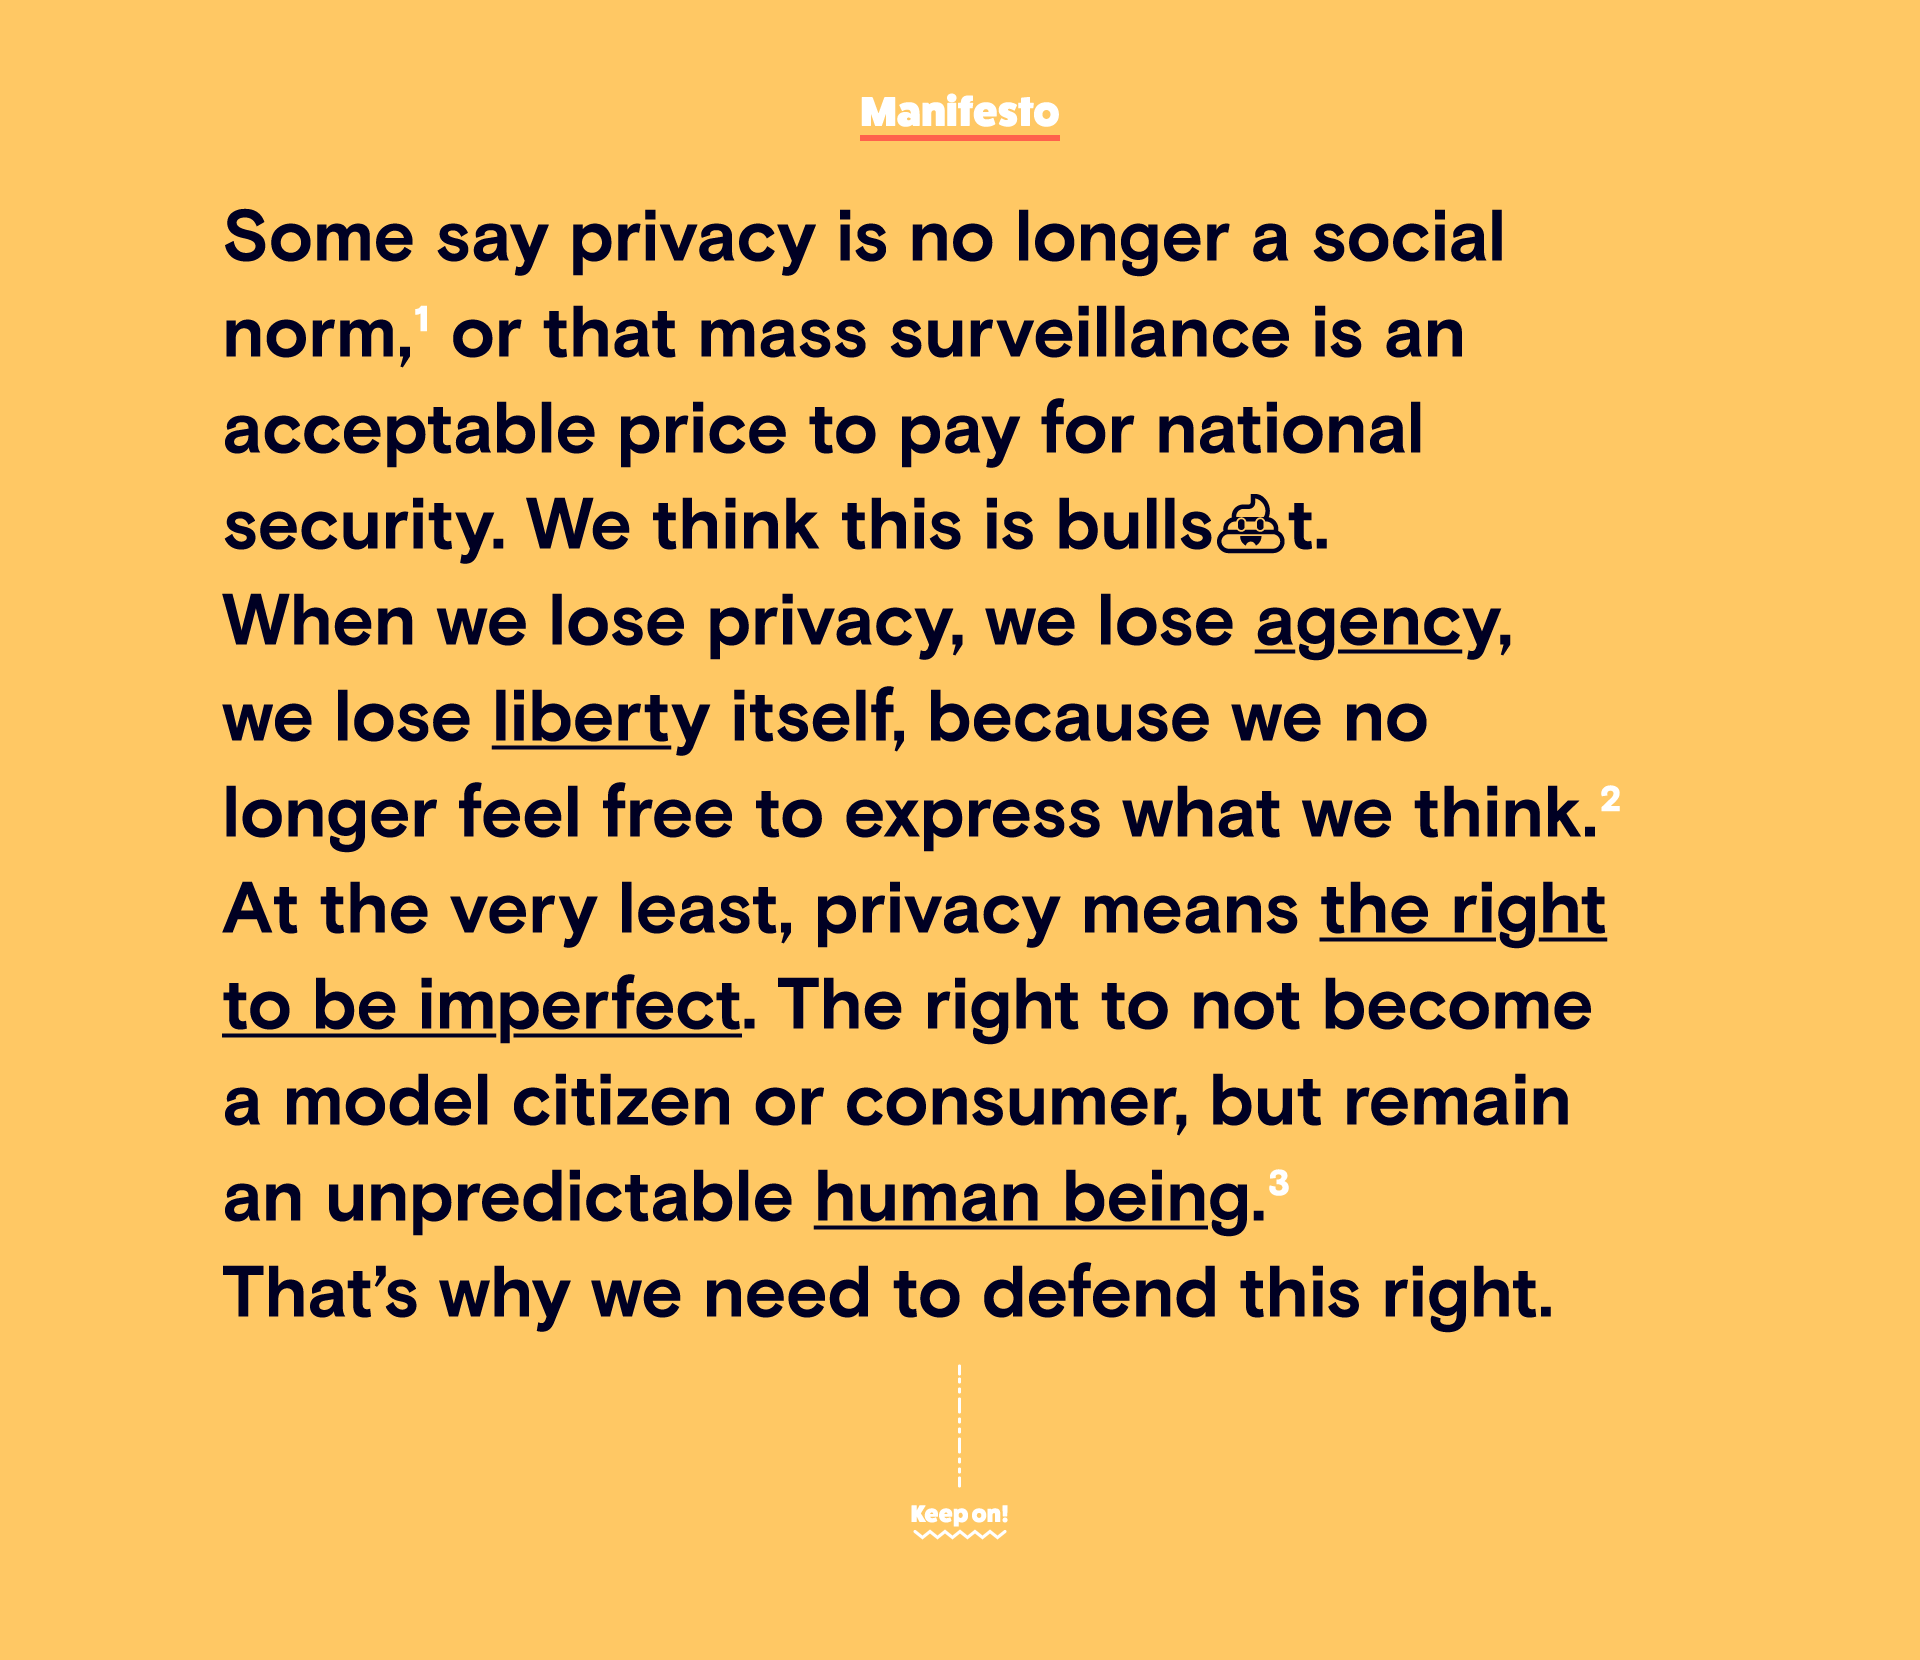 Manifesto
Some say privacy is no longer a social
norm,¹ or that mass surveillance is an
acceptable price to pay for national
security. We think this is bulls💩t.
When we lose privacy, we lose agency,
we lose liberty itself, because we no
longer feel free to express what we think.²
At the very least, privacy means the right
to be imperfect. The right to not become
a model citizen or consumer, but remain
an unpredictable human being.³
That’s why we need to defend this right.
Keep on!